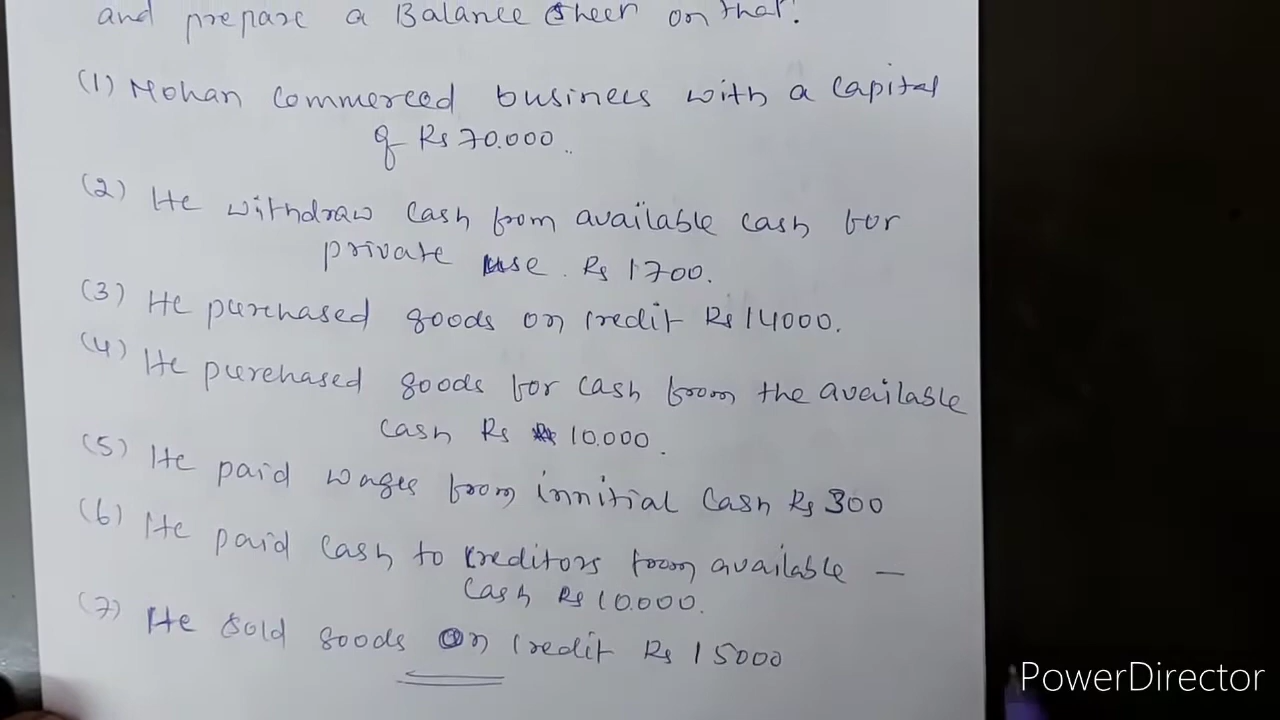 and prepare a Balance Sheet on that.
(1) Mohan Commerced business with a capital
of Rs 70.000..
(2) He withdraw cash from available cash for
private use. Rs 1700.
(3) He purchased goods on credit Rs 14000.
(4) He purchased goods for cash from the available
cash Rs 10.000.
(5) He paid wages from innitial cash Rs 300
(6) He paid cash to creditors from available —
Cash Rs 10.000.
(7) He sold goods On credit Rs 15000
PowerDirector